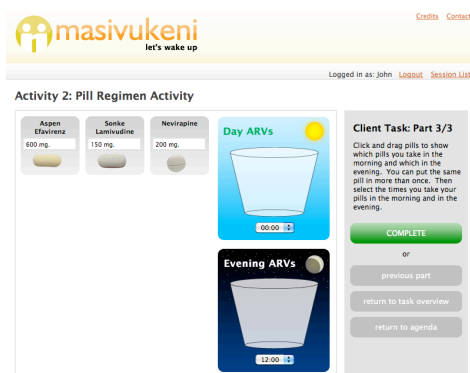 Credits Contact
masivukeni
let's wake up
Logged in as: John Logout Session List
Activity 2: Pill Regimen Activity
Aspen
Efavirenz
600 mg.
Sonke
Lamivudine
150 mg.
Nevirapine
200 mg.
Day ARVs
00:00
Evening ARVs
12:00
Client Task: Part 3/3
Click and drag pills to show
which pills you take in the
morning and which in the
evening. You can put the same
pill in more than once. Then
select the times you take your
pills in the morning and in the
evening.
COMPLETE
or
previous part
return to task overview
return to agenda